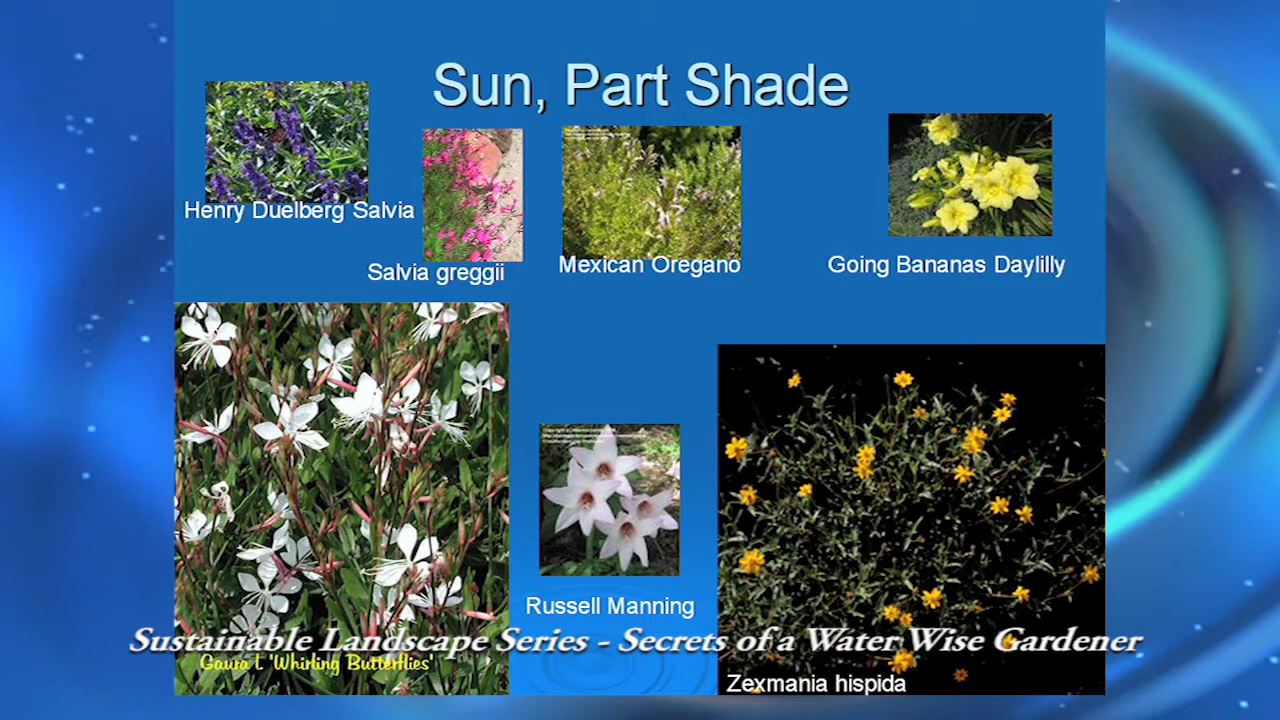 Sun, Part Shade
Henry Duelberg Salvia
Salvia greggii
Mexican Oregano
Going Bananas Daylilly
Russell Manning
Sustainable Landscape Series - Secrets of a Water Wise Gardener
Gaura l. 'Whirling Butterflies'
Zexmania hispida